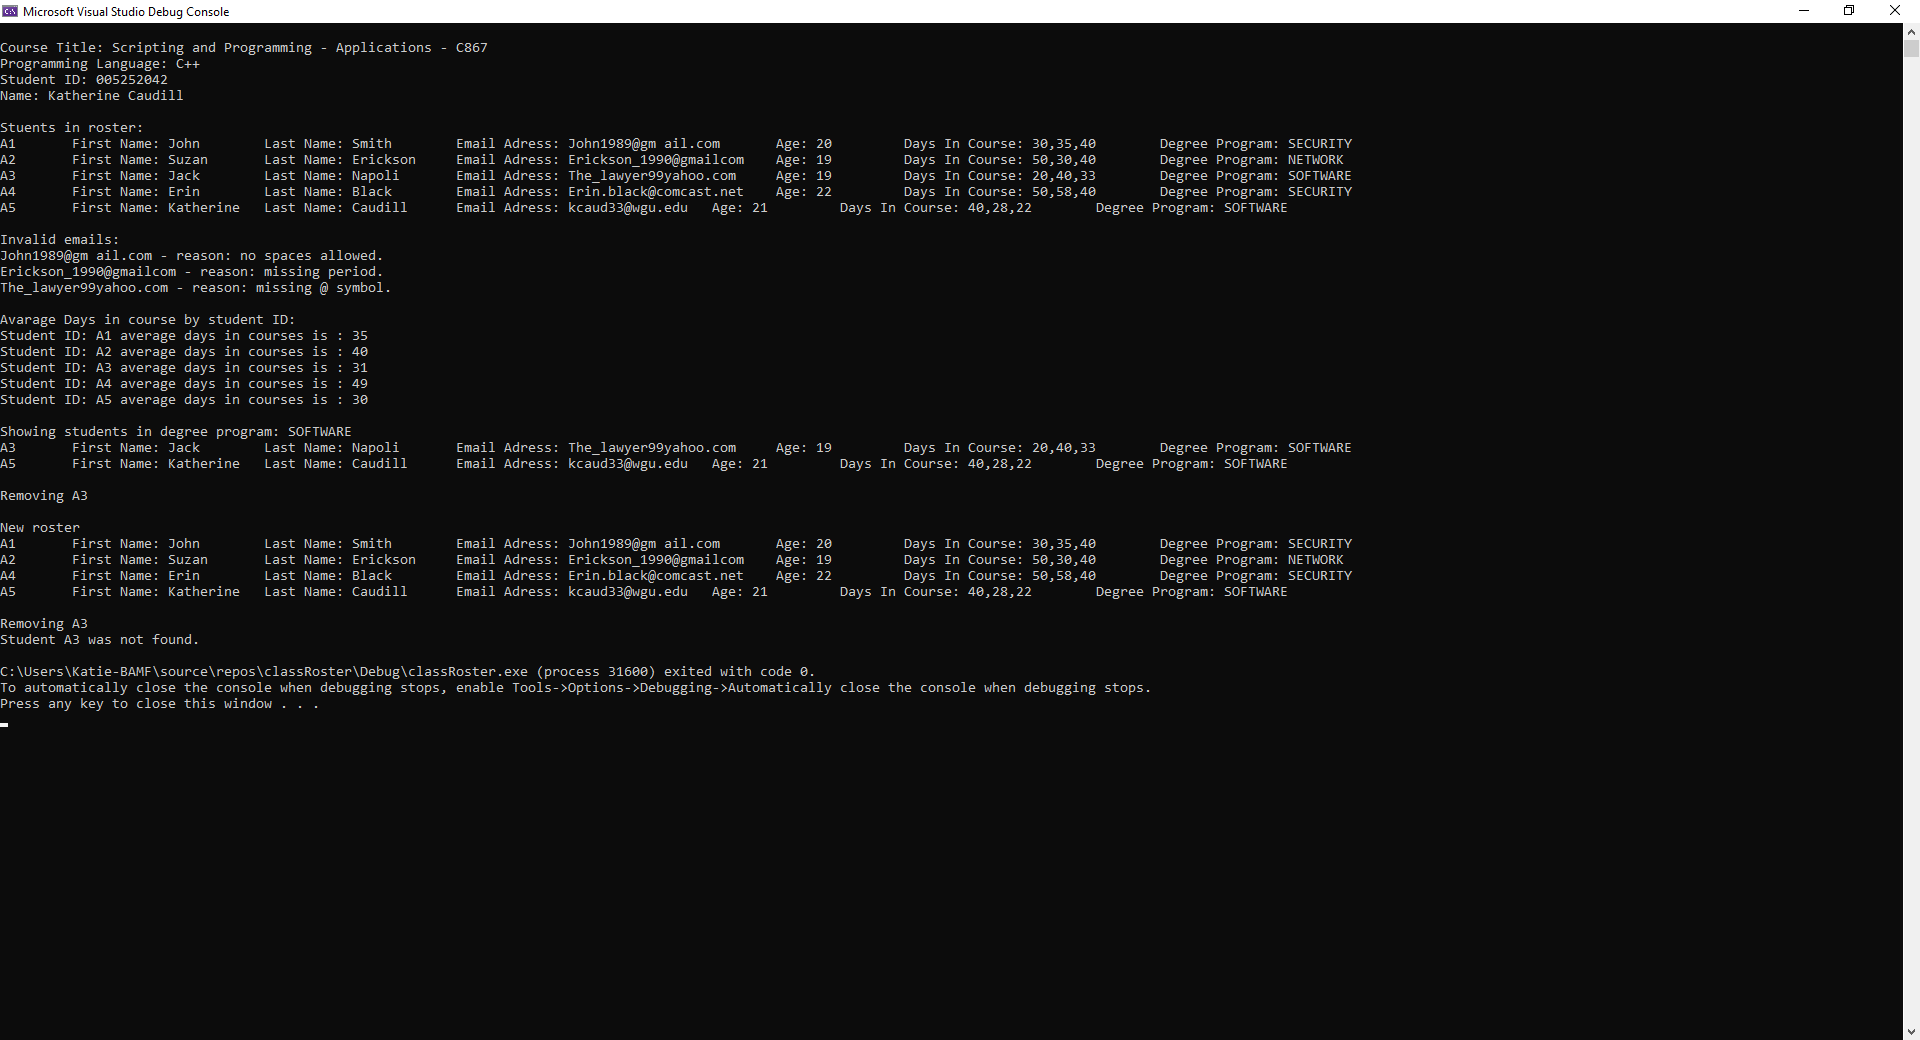 Microsoft Visual Studio Debug Console
Course Title: Scripting and Programming - Applications - C867
Programming Language: C++
Student ID: 005252042
Name: Katherine Caudill
Stuents in roster:
A1 First Name: John Last Name: Smith Email Adress: John1989@gm ail.com Age: 20 Days In Course: 30,35,40 Degree Program: SECURITY
A2 First Name: Suzan Last Name: Erickson Email Adress: Erickson_1990@gmailcom Age: 19 Days In Course: 50,30,40 Degree Program: NETWORK
A3 First Name: Jack Last Name: Napoli Email Adress: The_lawyer99yahoo.com Age: 19 Days In Course: 20,40,33 Degree Program: SOFTWARE
A4 First Name: Erin Last Name: Black Email Adress: Erin.black@comcast.net Age: 22 Days In Course: 50,58,40 Degree Program: SECURITY
A5 First Name: Katherine Last Name: Caudill Email Adress: kcaud33@wgu.edu Age: 21 Days In Course: 40,28,22 Degree Program: SOFTWARE
Invalid emails:
John1989@gm ail.com - reason: no spaces allowed.
Erickson_1990@gmailcom - reason: missing period.
The_lawyer99yahoo.com - reason: missing @ symbol.
Avarage Days in course by student ID:
Student ID: A1 average days in courses is : 35
Student ID: A2 average days in courses is : 40
Student ID: A3 average days in courses is : 31
Student ID: A4 average days in courses is : 49
Student ID: A5 average days in courses is : 30
Showing students in degree program: SOFTWARE
A3 First Name: Jack Last Name: Napoli Email Adress: The_lawyer99yahoo.com Age: 19 Days In Course: 20,40,33 Degree Program: SOFTWARE
A5 First Name: Katherine Last Name: Caudill Email Adress: kcaud33@wgu.edu Age: 21 Days In Course: 40,28,22 Degree Program: SOFTWARE
Removing A3
New roster
A1 First Name: John Last Name: Smith Email Adress: John1989@gm ail.com Age: 20 Days In Course: 30,35,40 Degree Program: SECURITY
A2 First Name: Suzan Last Name: Erickson Email Adress: Erickson_1990@gmailcom Age: 19 Days In Course: 50,30,40 Degree Program: NETWORK
A4 First Name: Erin Last Name: Black Email Adress: Erin.black@comcast.net Age: 22 Days In Course: 50,58,40 Degree Program: SECURITY
A5 First Name: Katherine Last Name: Caudill Email Adress: kcaud33@wgu.edu Age: 21 Days In Course: 40,28,22 Degree Program: SOFTWARE
Removing A3
Student A3 was not found.
C:\Users\Katie-BAMF\source\repos\classRoster\Debug\classRoster.exe (process 31600) exited with code 0.
To automatically close the console when debugging stops, enable Tools->Options->Debugging->Automatically close the console when debugging stops.
Press any key to close this window . . .